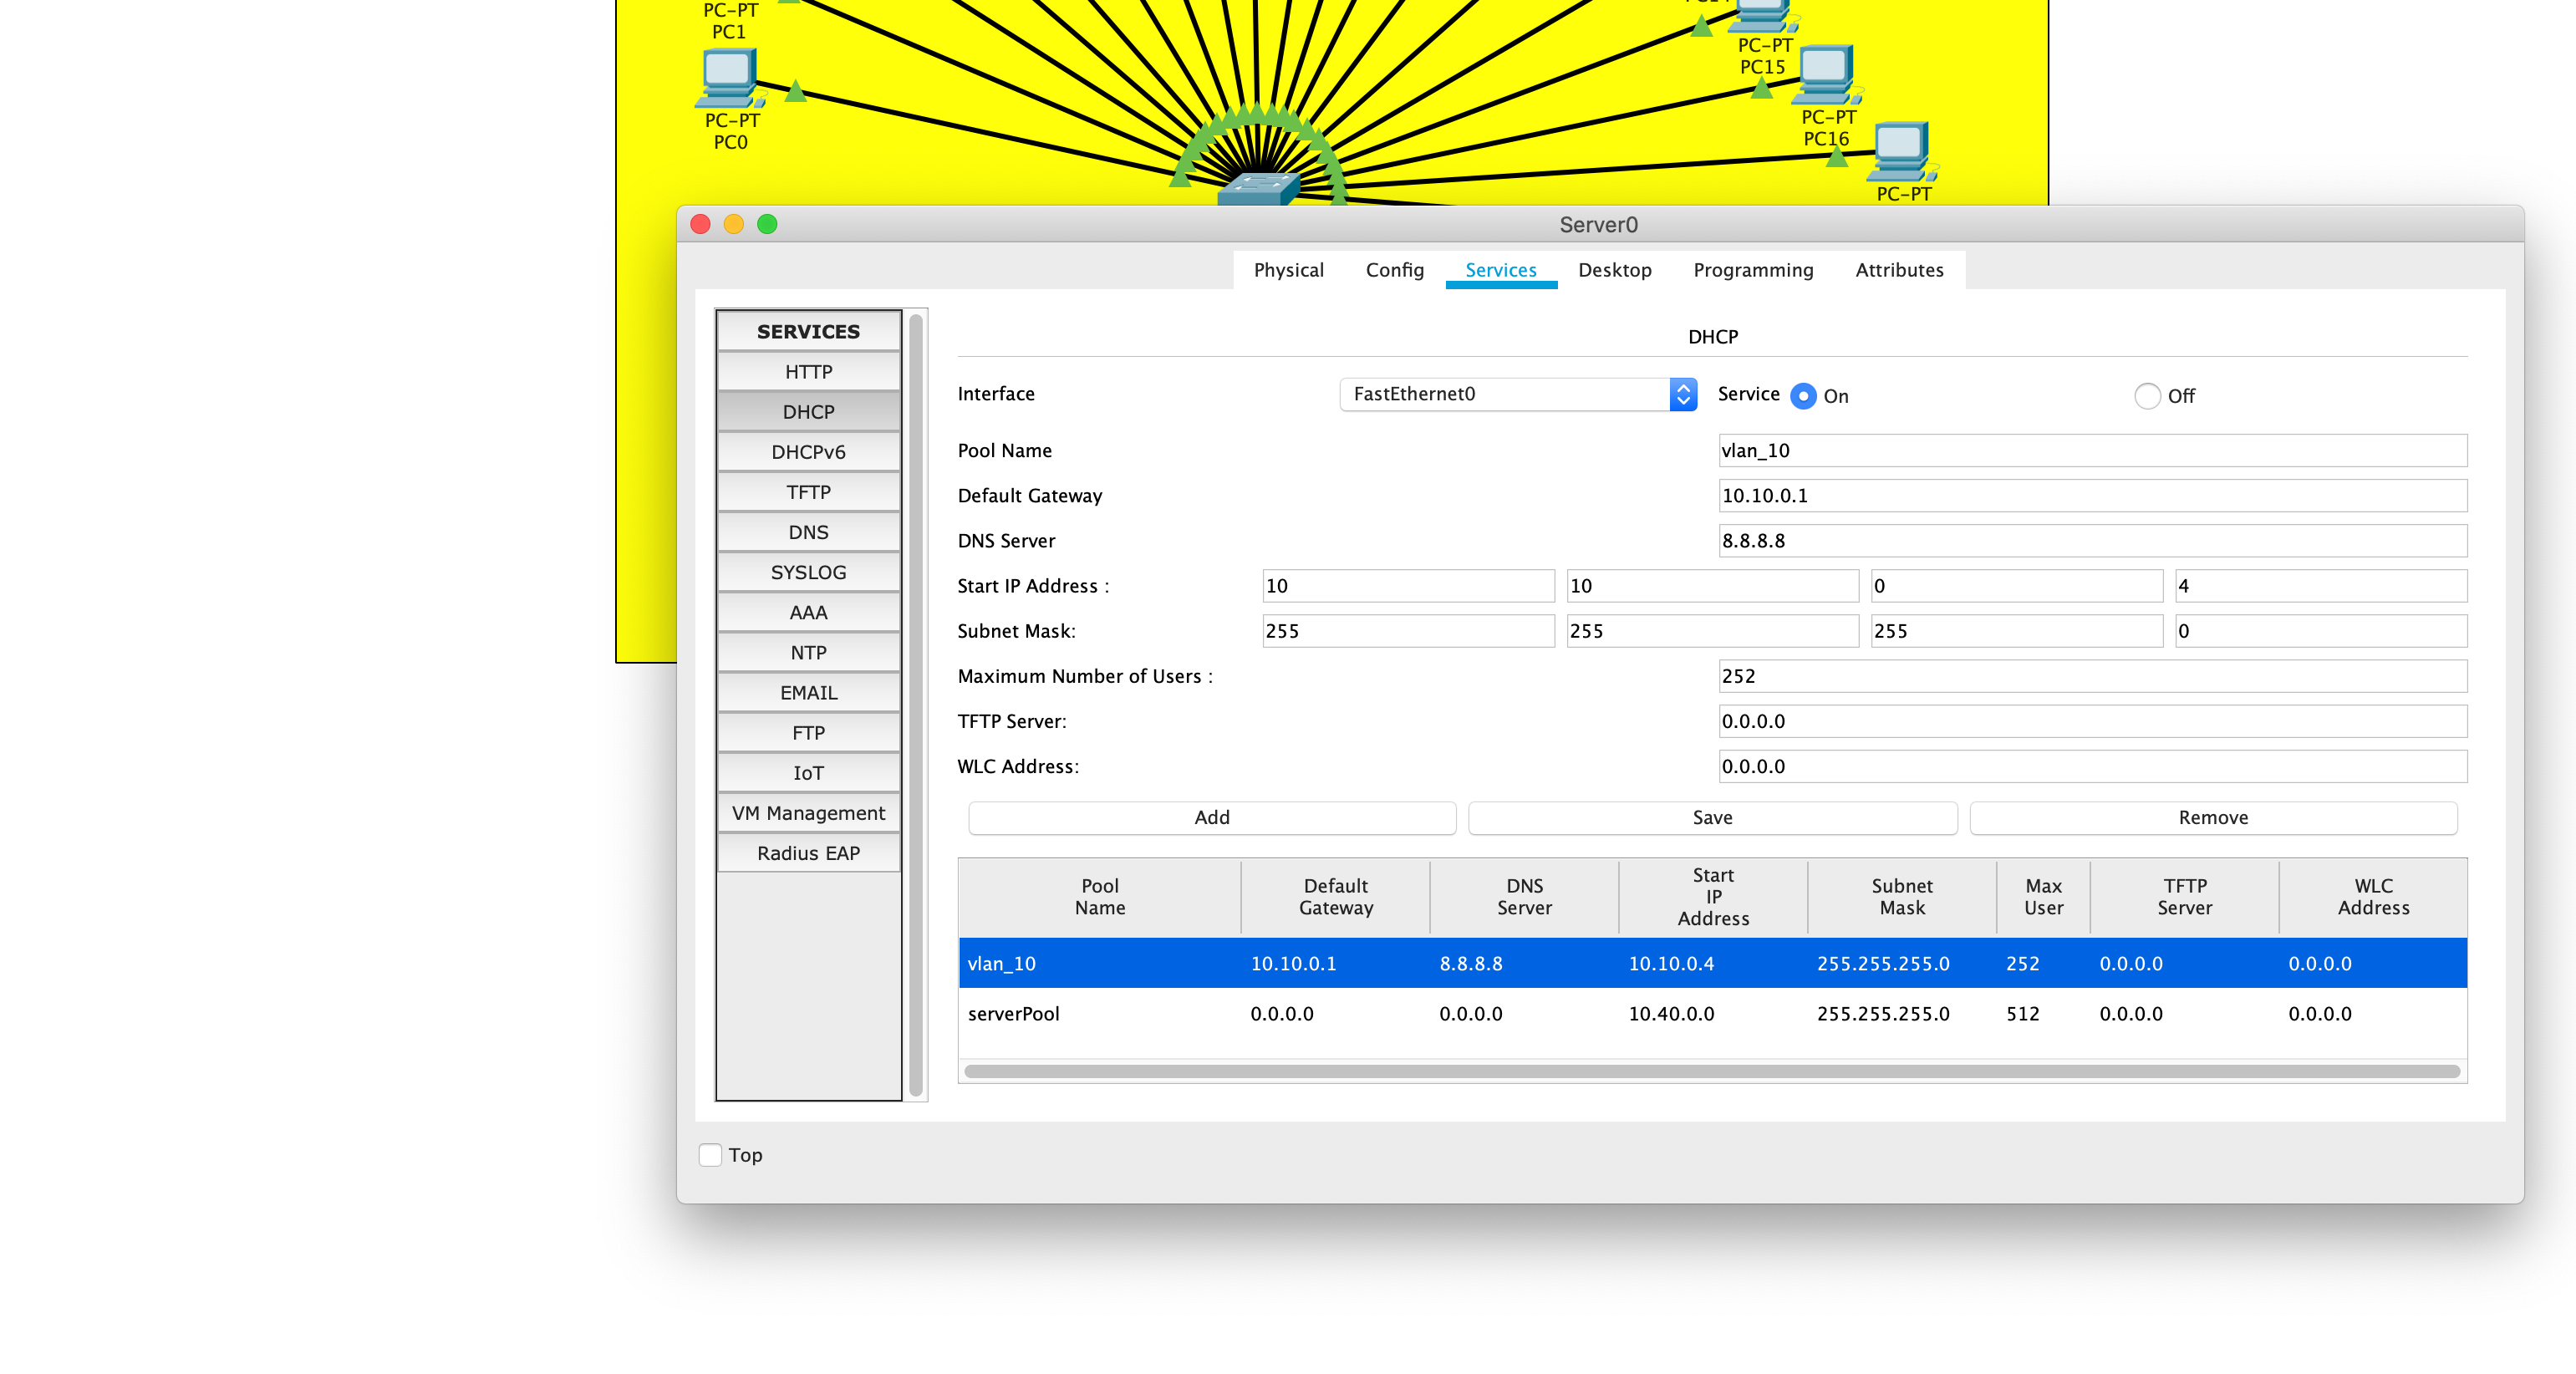 PC-PT
PC1
PC-PT
PC0
PC-PT
PC15
PC-PT
PC16
PC-PT
Server0
Physical Config Services Desktop Programming Attributes
SERVICES
HTTP
DHCP
DHCPv6
TFTP
DNS
SYSLOG
AAA
NTP
EMAIL
FTP
IoT
VM Management
Radius EAP
DHCP
Interface FastEthernet0 Service On Off
Pool Name vlan_10
Default Gateway 10.10.0.1
DNS Server 8.8.8.8
Start IP Address : 10 10 0 4
Subnet Mask: 255 255 255 0
Maximum Number of Users : 252
TFTP Server: 0.0.0.0
WLC Address: 0.0.0.0
Add Save Remove
Pool Name Default Gateway DNS Server Start IP Address Subnet Mask Max User TFTP Server WLC Address
vlan_10 10.10.0.1 8.8.8.8 10.10.0.4 255.255.255.0 252 0.0.0.0 0.0.0.0
serverPool 0.0.0.0 0.0.0.0 10.40.0.0 255.255.255.0 512 0.0.0.0 0.0.0.0
Top